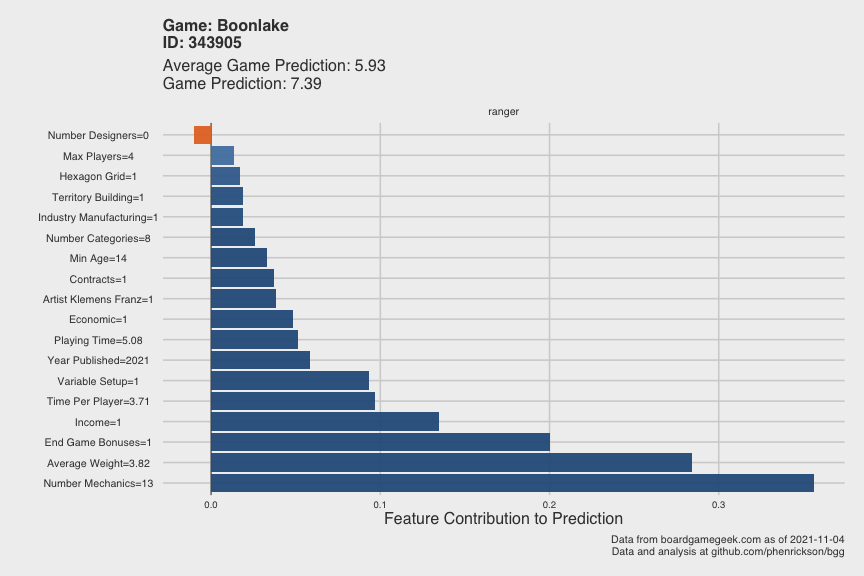 Game: Boonlake
ID: 343905
Average Game Prediction: 5.93
Game Prediction: 7.39
ranger
Number Designers=0
Max Players=4
Hexagon Grid=1
Territory Building=1
Industry Manufacturing=1
Number Categories=8
Min Age=14
Contracts=1
Artist Klemens Franz=1
Economic=1
Playing Time=5.08
Year Published=2021
Variable Setup=1
Time Per Player=3.71
Income=1
End Game Bonuses=1
Average Weight=3.82
Number Mechanics=13
0.0 0.1 0.2 0.3
Feature Contribution to Prediction
Data from boardgamegeek.com as of 2021-11-04
Data and analysis at github.com/phenrickson/bgg